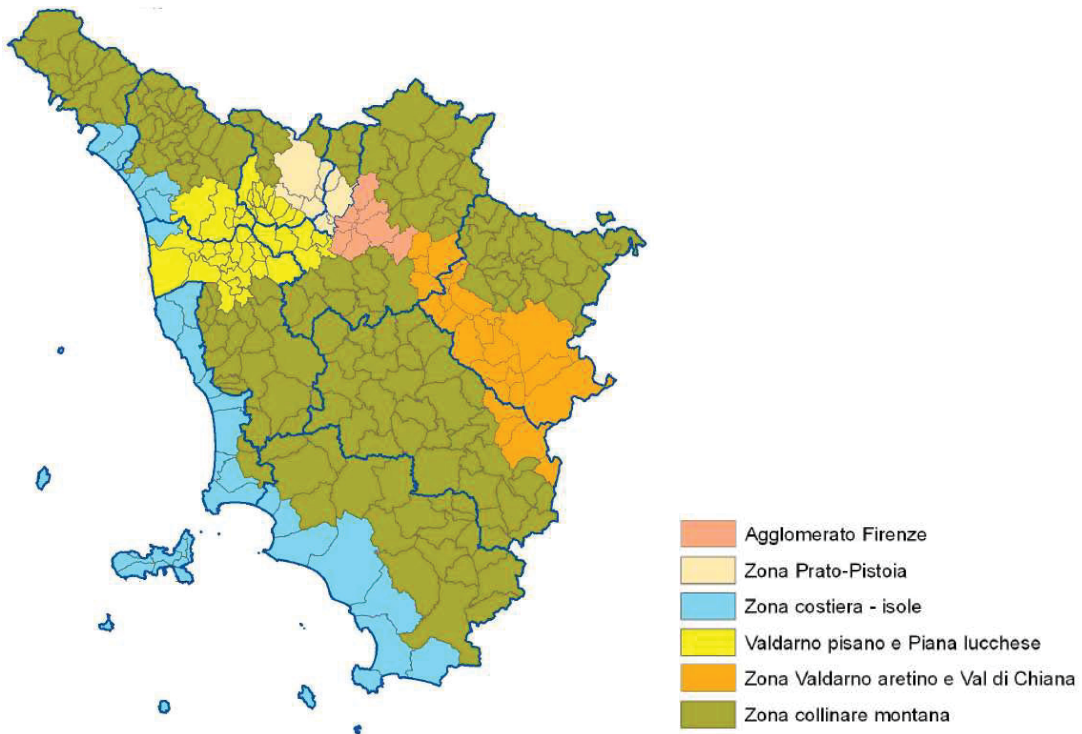 Agglomerato Firenze
Zona Prato-Pistoia
Zona costiera - isole
Valdarno pisano e Piana lucchese
Zona Valdarno aretino e Val di Chiana
Zona collinare montana